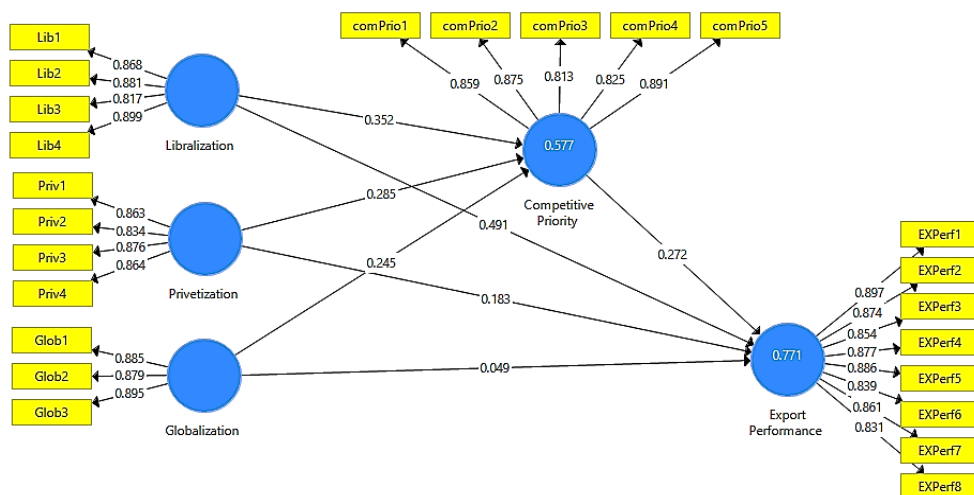 Lib1
Lib2
Lib3
Lib4
0.868
0.881
0.817
0.899
Libralization
Priv1
Priv2
Priv3
Priv4
0.863
0.834
0.876
0.864
Privetization
Glob1
Glob2
Glob3
0.885
0.879
0.895
Globalization
comPrio1
comPrio2
comPrio3
comPrio4
comPrio5
0.859
0.875
0.813
0.825
0.891
0.577
Competitive
Priority
0.352
0.285
0.245
0.491
0.183
0.049
0.272
0.771
Export
Performance
0.897
0.874
0.854
0.877
0.886
0.839
0.861
0.831
EXPerf1
EXPerf2
EXPerf3
EXPerf4
EXPerf5
EXPerf6
EXPerf7
EXPerf8